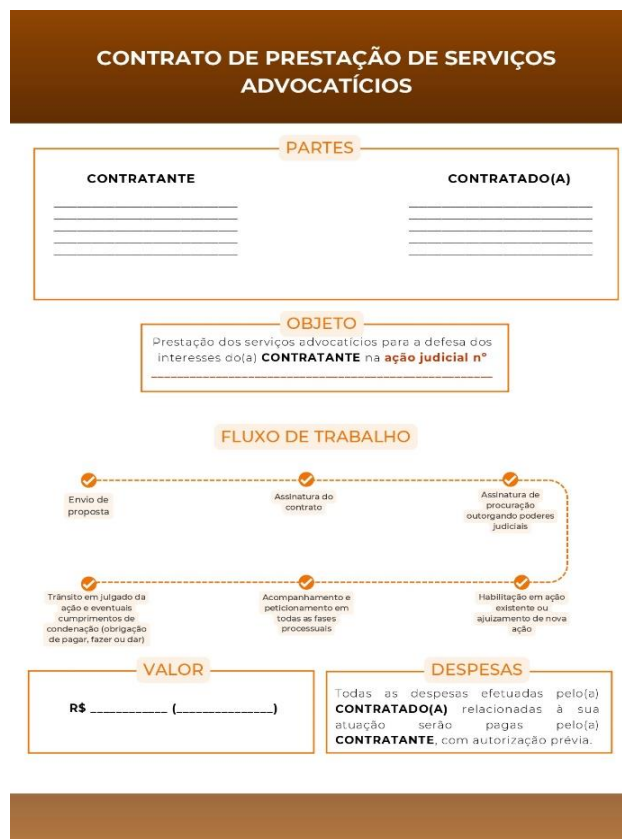 CONTRATO DE PRESTAÇÃO DE SERVIÇOS
ADVOCATÍCIOS
PARTES
CONTRATANTE
CONTRATADO(A)
OBJETO
Prestação dos serviços advocatícios para a defesa dos
interesses do(a) CONTRATANTE na ação judicial nº
FLUXO DE TRABALHO
Envio de
proposta
Assinatura do
contrato
Assinatura de
procuração
outorgando poderes
judiciais
Trânsito em julgado da
ação e eventuais
cumprimentos de
condenação (obrigação
de pagar, fazer ou dar)
Acompanhamento e
peticionamento em
todas as fases
processuais
Habilitação em ação
existente ou
ajuizamento de nova
ação
VALOR
R$ ____________ (_______________)
DESPESAS
Todas as despesas efetuadas pelo(a)
CONTRATADO(A) relacionadas à sua
atuação serão pagas pelo(a)
CONTRATANTE, com autorização prévia.